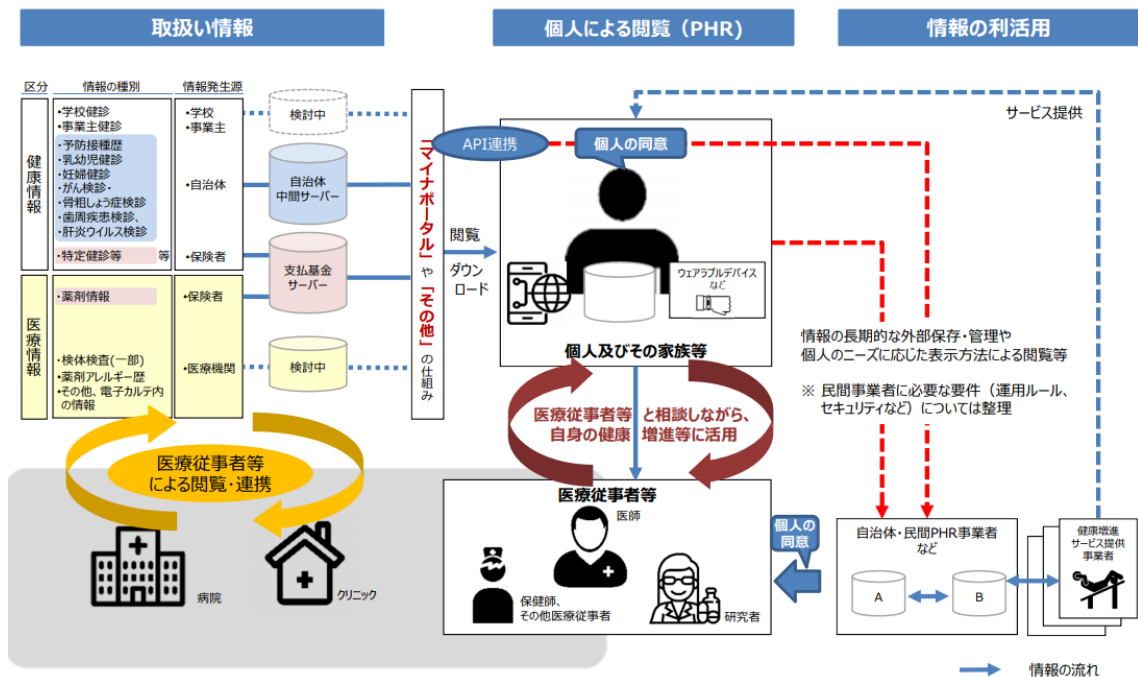 取扱い情報
個人による閲覧（PHR)
情報の利活用
区分
情報の種別
情報発生源
健康情報
・学校健診
・事業主健診
・予防接種歴
・乳幼児健診
・妊婦健診
・がん検診・
・骨粗しょう症検診
・歯周疾患検診、
・肝炎ウイルス検診
・特定健診等
等
・学校
・事業主
・自治体
・保険者
医療情報
・薬剤情報
・検体検査(一部)
・薬剤アレルギー歴
・その他、電子カルテ内
の情報
・保険者
・医療機関
検討中
自治体
中間サーバー
支払基金
サーバー
検討中
「マイナポータル」や「その他」の仕組み
閲覧
ダウン
ロード
API連携
個人の同意
ウェアラブルデバイス
など
個人及びその家族等
サービス提供
情報の長期的な外部保存・管理や
個人のニーズに応じた表示方法による閲覧等
※ 民間事業者に必要な要件（運用ルール、
セキュリティなど）については整理
医療従事者等 と相談しながら、
自身の健康 増進等に活用
医療従事者等
による閲覧・連携
病院
クリニック
医療従事者等
医師
保健師、
その他医療従事者
研究者
個人の
同意
自治体・民間PHR事業者
など
A
B
健康増進
サービス提供
事業者
情報の流れ